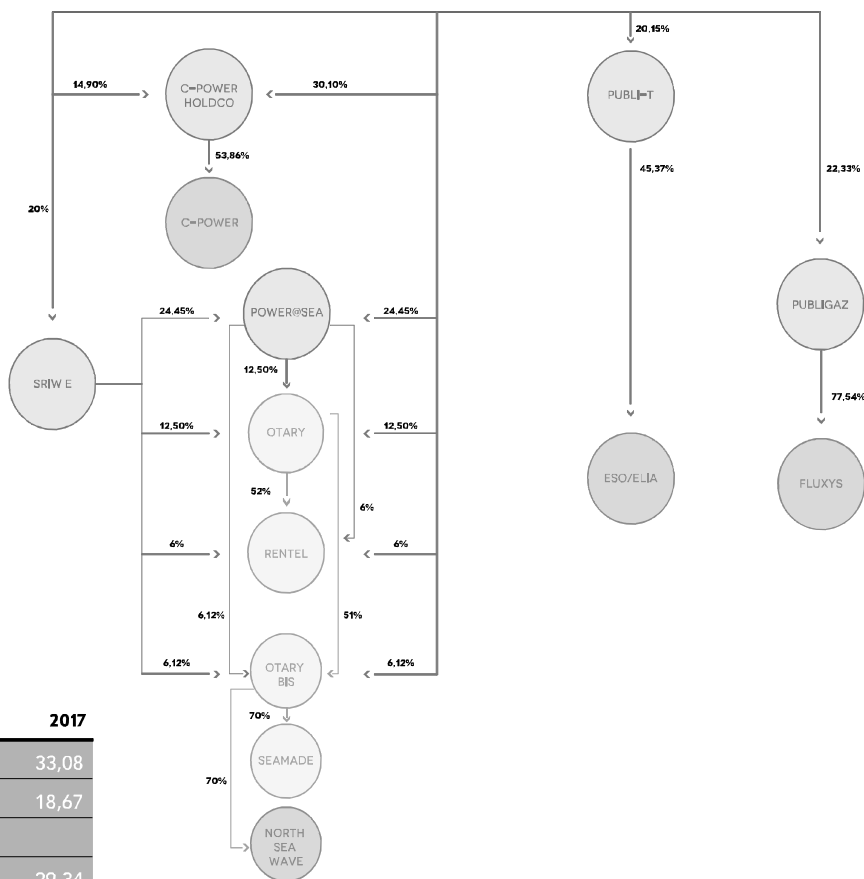 20,15%
C-POWER
HOLDCO
14,90%
30,10%
PUBLI-T
53,86%
45,37%
22,33%
20%
C-POWER
24,45%
POWER@SEA
24,45%
PUBLIGAZ
12,50%
SRIW E
77,54%
12,50%
OTARY
12,50%
ESO/ELIA
FLUXYS
52%
6%
6%
RENTEL
6%
6,12%
51%
6,12%
OTARY
BIS
6,12%
70%
2017
SEAMADE
33,08
70%
18,67
NORTH
SEA
WAVE
29,34